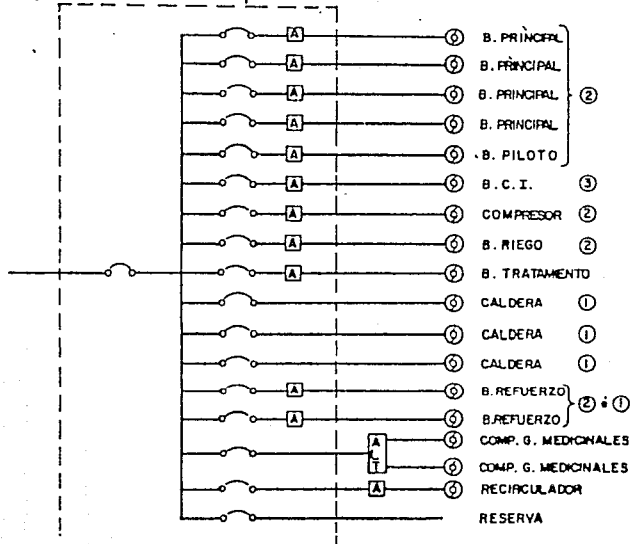 A B. PRINCIPAL
A B. PRINCIPAL
A B. PRINCIPAL ②
A B. PRINCIPAL
A B. PILOTO
A B.C.I. ③
A COMPRESOR ②
A B. RIEGO ②
A B. TRATAMIENTO
CALDERA ①
CALDERA ①
CALDERA ①
A B.REFUERZO ② ó ①
A B.REFUERZO
A L T COMP. G. MEDICINALES
COMP. G. MEDICINALES
A RECIRCULADOR
RESERVA